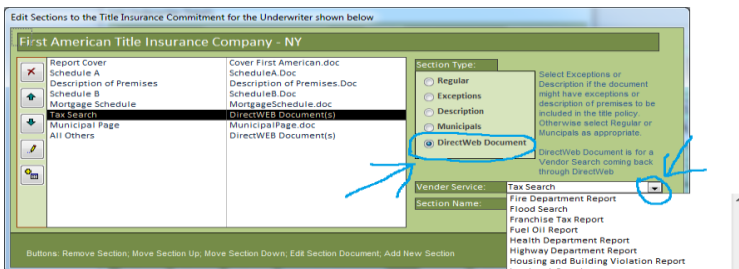 Edit Sections to the Title Insurance Commitment for the Underwriter shown below
First American Title Insurance Company - NY
Report Cover Cover First American.doc
Schedule A ScheduleA.Doc
Description of Premises Description of Premises.Doc
Schedule B ScheduleB.Doc
Mortgage Schedule MortgageSchedule.doc
Tax Search DirectWEB Document(s)
Municipal Page MunicipalPage.doc
All Others DirectWEB Document(s)
Section Type:
Regular
Exceptions
Description
Municipals
DirectWeb Document
Select Exceptions or
Description if the document
might have exceptions or
description of premises to be
included in the title policy.
Otherwise select Regular or
Muncipals as appropriate.
DirectWeb Document is for a
Vendor Search coming back
through DirectWeb
Vender Service: Tax Search
Section Name:
Fire Department Report
Flood Search
Franchise Tax Report
Fuel Oil Report
Health Department Report
Highway Department Report
Housing and Building Violation Report
Buttons: Remove Section; Move Section Up; Move Section Down; Edit Section Document; Add New Section